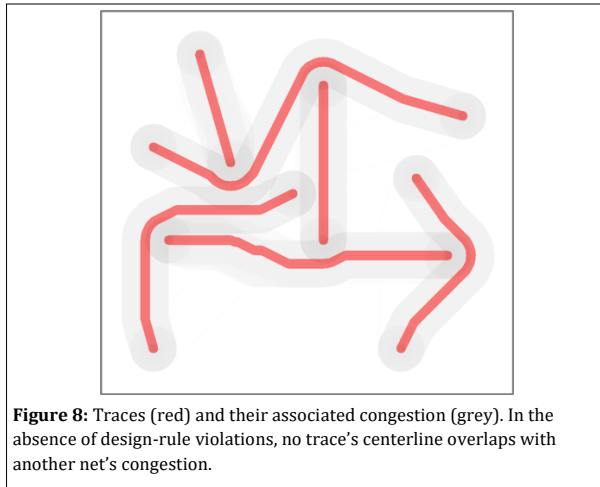 Figure 8: Traces (red) and their associated congestion (grey). In the
absence of design-rule violations, no trace's centerline overlaps with
another net's congestion.